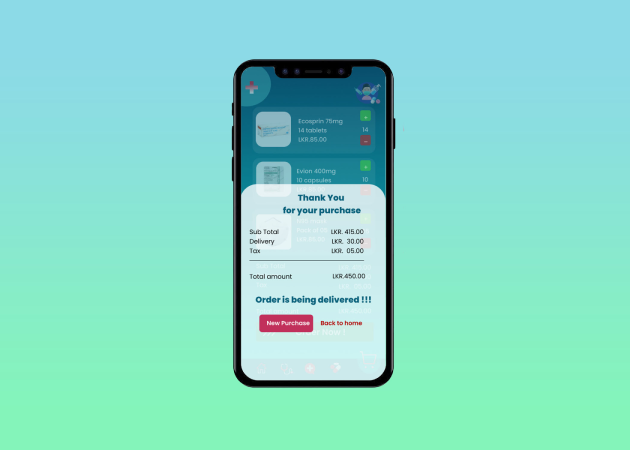 Ecosprin 75mg
14 tablets
LKR.85.00
+
14
-
Evion 400mg
10 capsules
10
Thank You
for your purchase
Sub Total LKR. 415.00
Delivery LKR. 30.00
Tax LKR. 05.00
Total amount LKR.450.00
Order is being delivered !!!
New Purchase Back to home